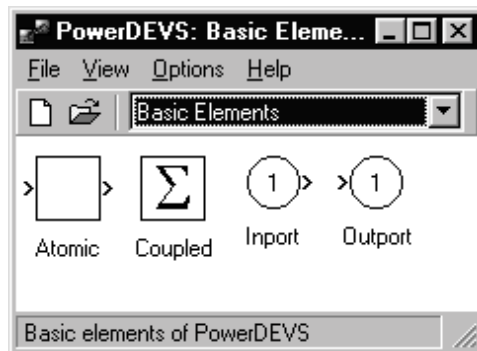 PowerDEVS: Basic Eleme...
File View Options Help
Basic Elements
Σ 1 1
Atomic Coupled Inport Outport
Basic elements of PowerDEVS